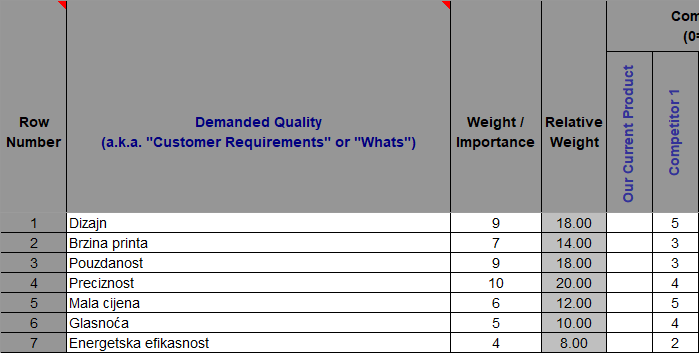 Com
(0=
Row
Number
Demanded Quality
(a.k.a. "Customer Requirements" or "Whats")
Weight /
Importance
Relative
Weight
Our Current Product
Competitor 1
1 Dizajn 9 18.00 5
2 Brzina printa 7 14.00 3
3 Pouzdanost 9 18.00 3
4 Preciznost 10 20.00 4
5 Mala cijena 6 12.00 5
6 Glasnoća 5 10.00 4
7 Energetska efikasnost 4 8.00 2